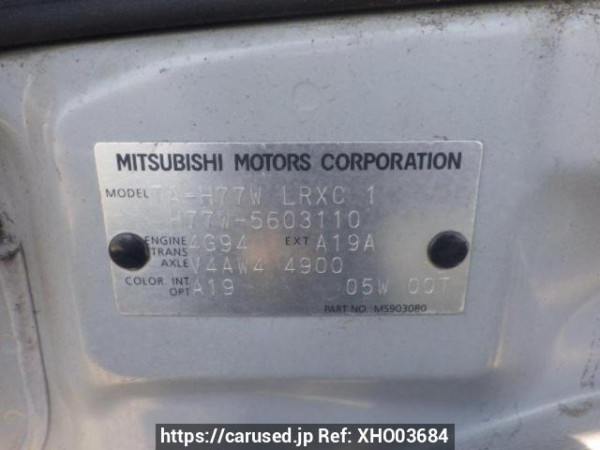 MITSUBISHI MOTORS CORPORATION
MODEL TA-H77W LRXC 1
H77W-5603110
ENGINE 4G94 EXT A19A
TRANS AXLE V4AW4 4900
COLOR. INT OPT A19 05W 00T
PART NO. M5903080
https://carused.jp Ref: XHO03684